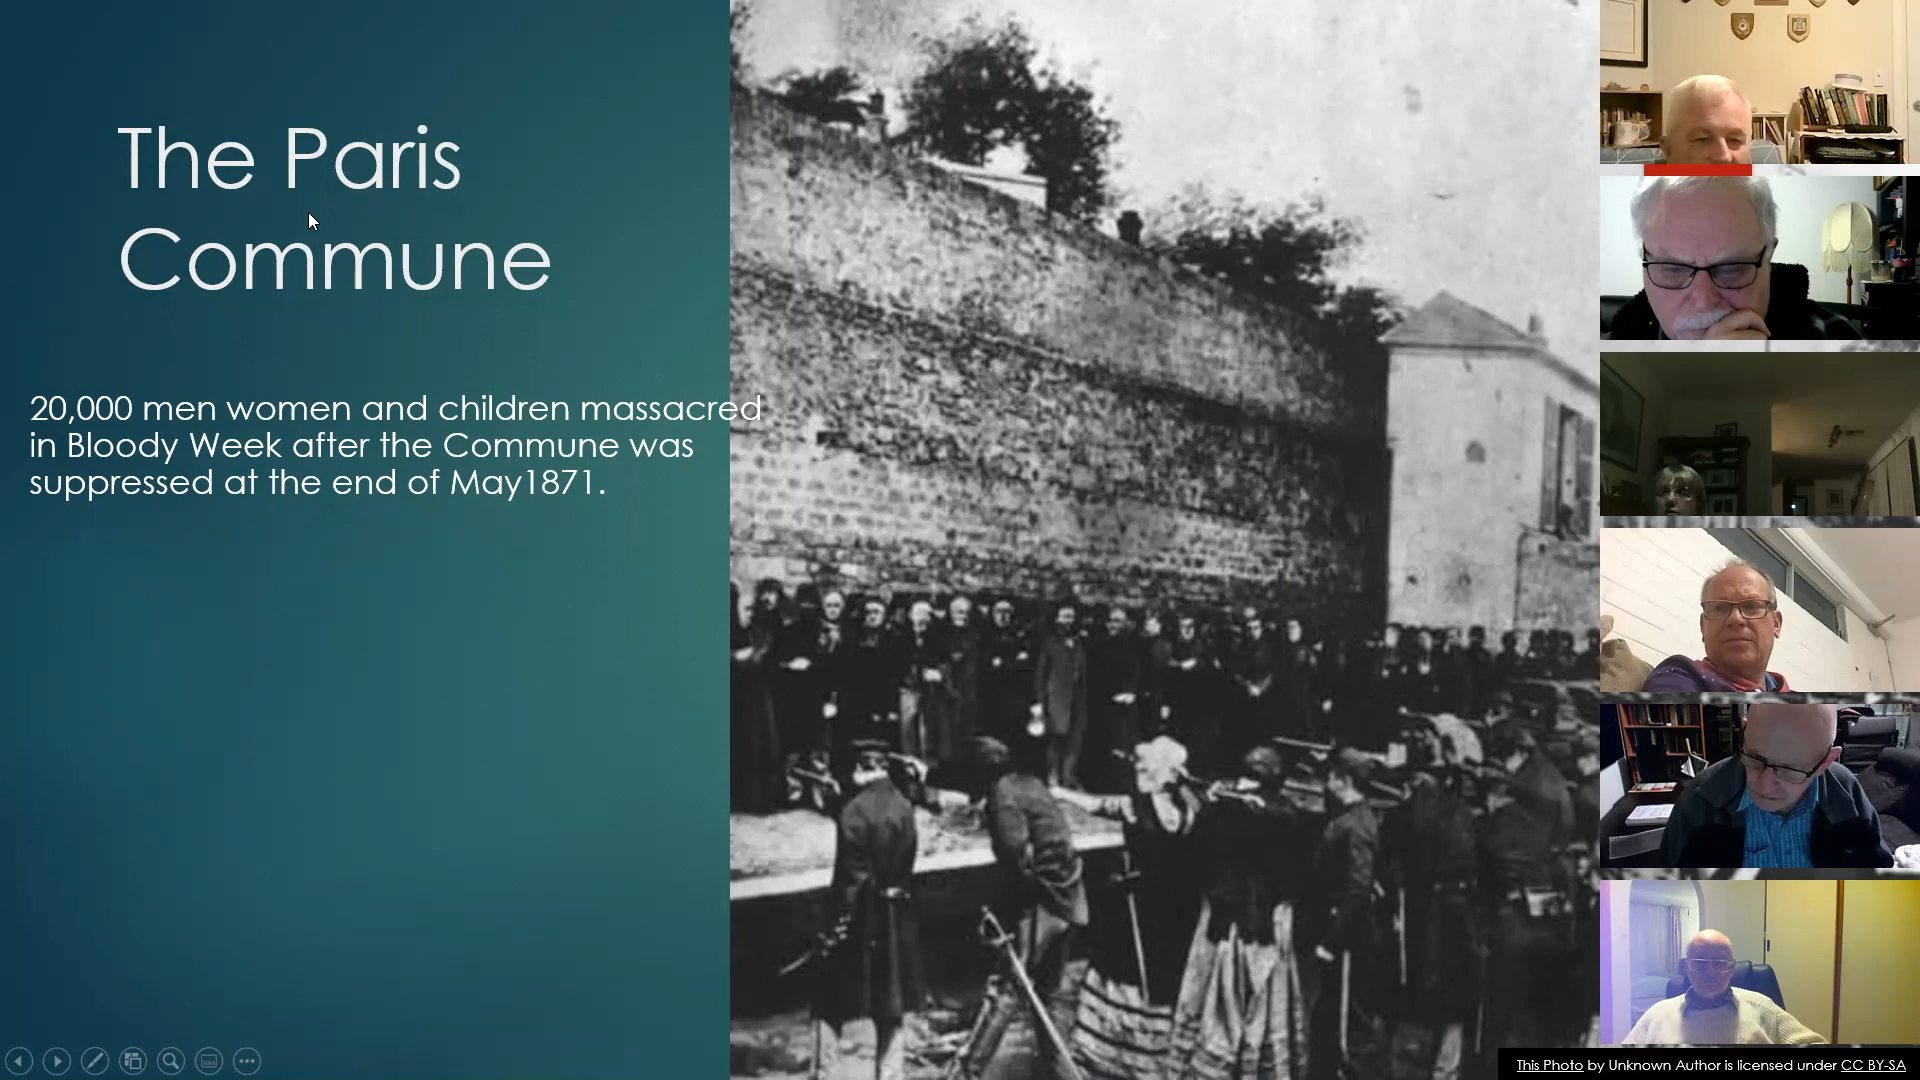 The Paris
Commune
20,000 men women and children massacred
in Bloody Week after the Commune was
suppressed at the end of May1871.
This Photo by Unknown Author is licensed under CC BY-SA